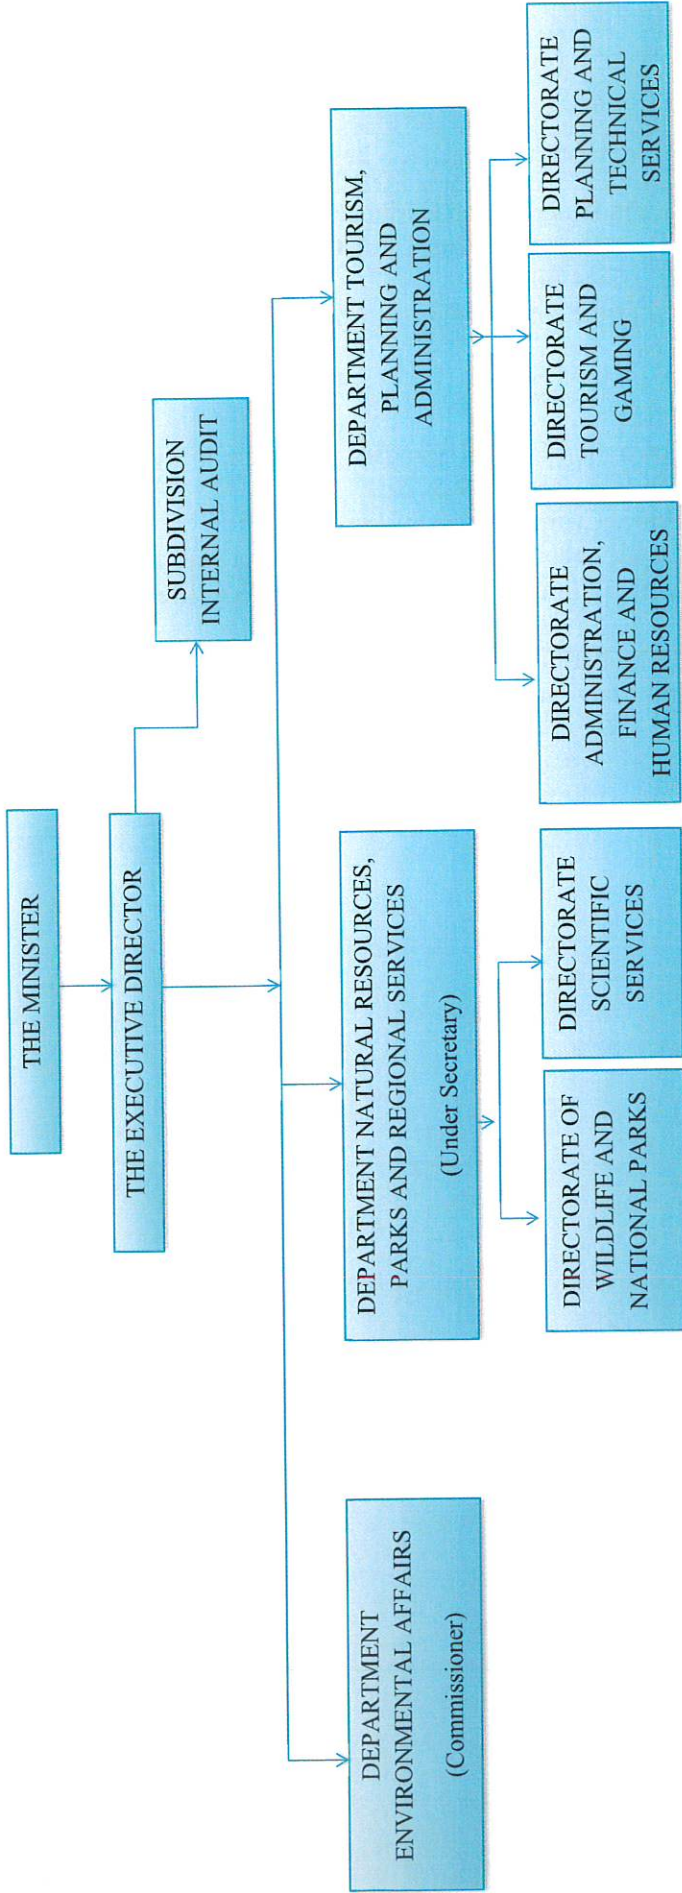 THE MINISTER
THE EXECUTIVE DIRECTOR
SUBDIVISION
INTERNAL AUDIT
DEPARTMENT
ENVIRONMENTAL AFFAIRS
(Commissioner)
DEPARTMENT NATURAL RESOURCES,
PARKS AND REGIONAL SERVICES
(Under Secretary)
DEPARTMENT TOURISM,
PLANNING AND
ADMINISTRATION
DIRECTORATE OF
WILDLIFE AND
NATIONAL PARKS
DIRECTORATE
SCIENTIFIC
SERVICES
DIRECTORATE
ADMINISTRATION,
FINANCE AND
HUMAN RESOURCES
DIRECTORATE
TOURISM AND
GAMING
DIRECTORATE
PLANNING AND
TECHNICAL
SERVICES